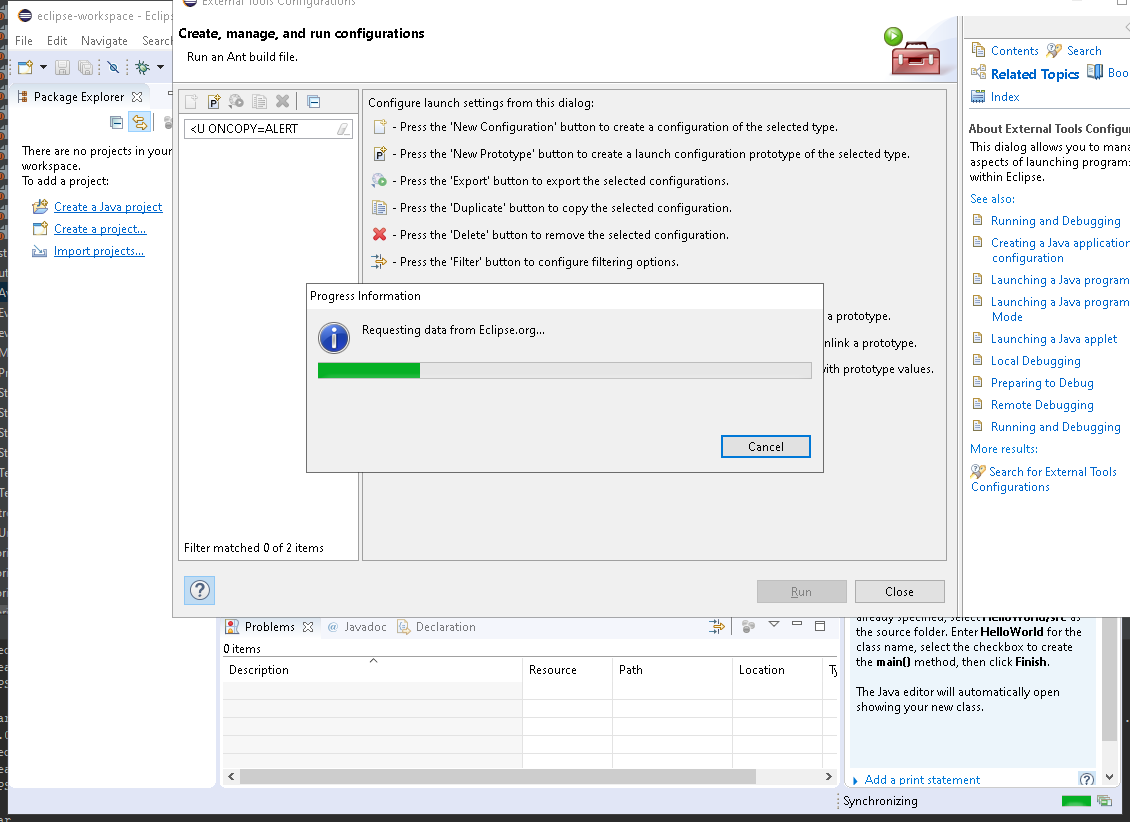 eclipse-workspace - Eclips
External Tools Configurations
File Edit Navigate Search
Create, manage, and run configurations
Run an Ant build file.
Package Explorer
There are no projects in your
workspace.
To add a project:
Create a Java project
Create a project...
Import projects...
<U ONCOPY=ALERT
Filter matched 0 of 2 items
Configure launch settings from this dialog:
- Press the 'New Configuration' button to create a configuration of the selected type.
- Press the 'New Prototype' button to create a launch configuration prototype of the selected type.
- Press the 'Export' button to export the selected configurations.
- Press the 'Duplicate' button to copy the selected configuration.
- Press the 'Delete' button to remove the selected configuration.
- Press the 'Filter' button to configure filtering options.
a prototype.
nlink a prototype.
with prototype values.
Progress Information
Requesting data from Eclipse.org...
Cancel
Run Close
Contents Search
Related Topics Boo
Index
About External Tools Configu
This dialog allows you to mana
aspects of launching program
within Eclipse.
See also:
Running and Debugging
Creating a Java application
configuration
Launching a Java program
Launching a Java program
Mode
Launching a Java applet
Local Debugging
Preparing to Debug
Remote Debugging
Running and Debugging
More results:
Search for External Tools
Configurations
Problems @ Javadoc Declaration
0 items
Description Resource Path Location Ty
already specified, select HelloWorld/src as
the source folder. Enter HelloWorld for the
class name, select the checkbox to create
the main() method, then click Finish.
The Java editor will automatically open
showing your new class.
Add a print statement
Synchronizing